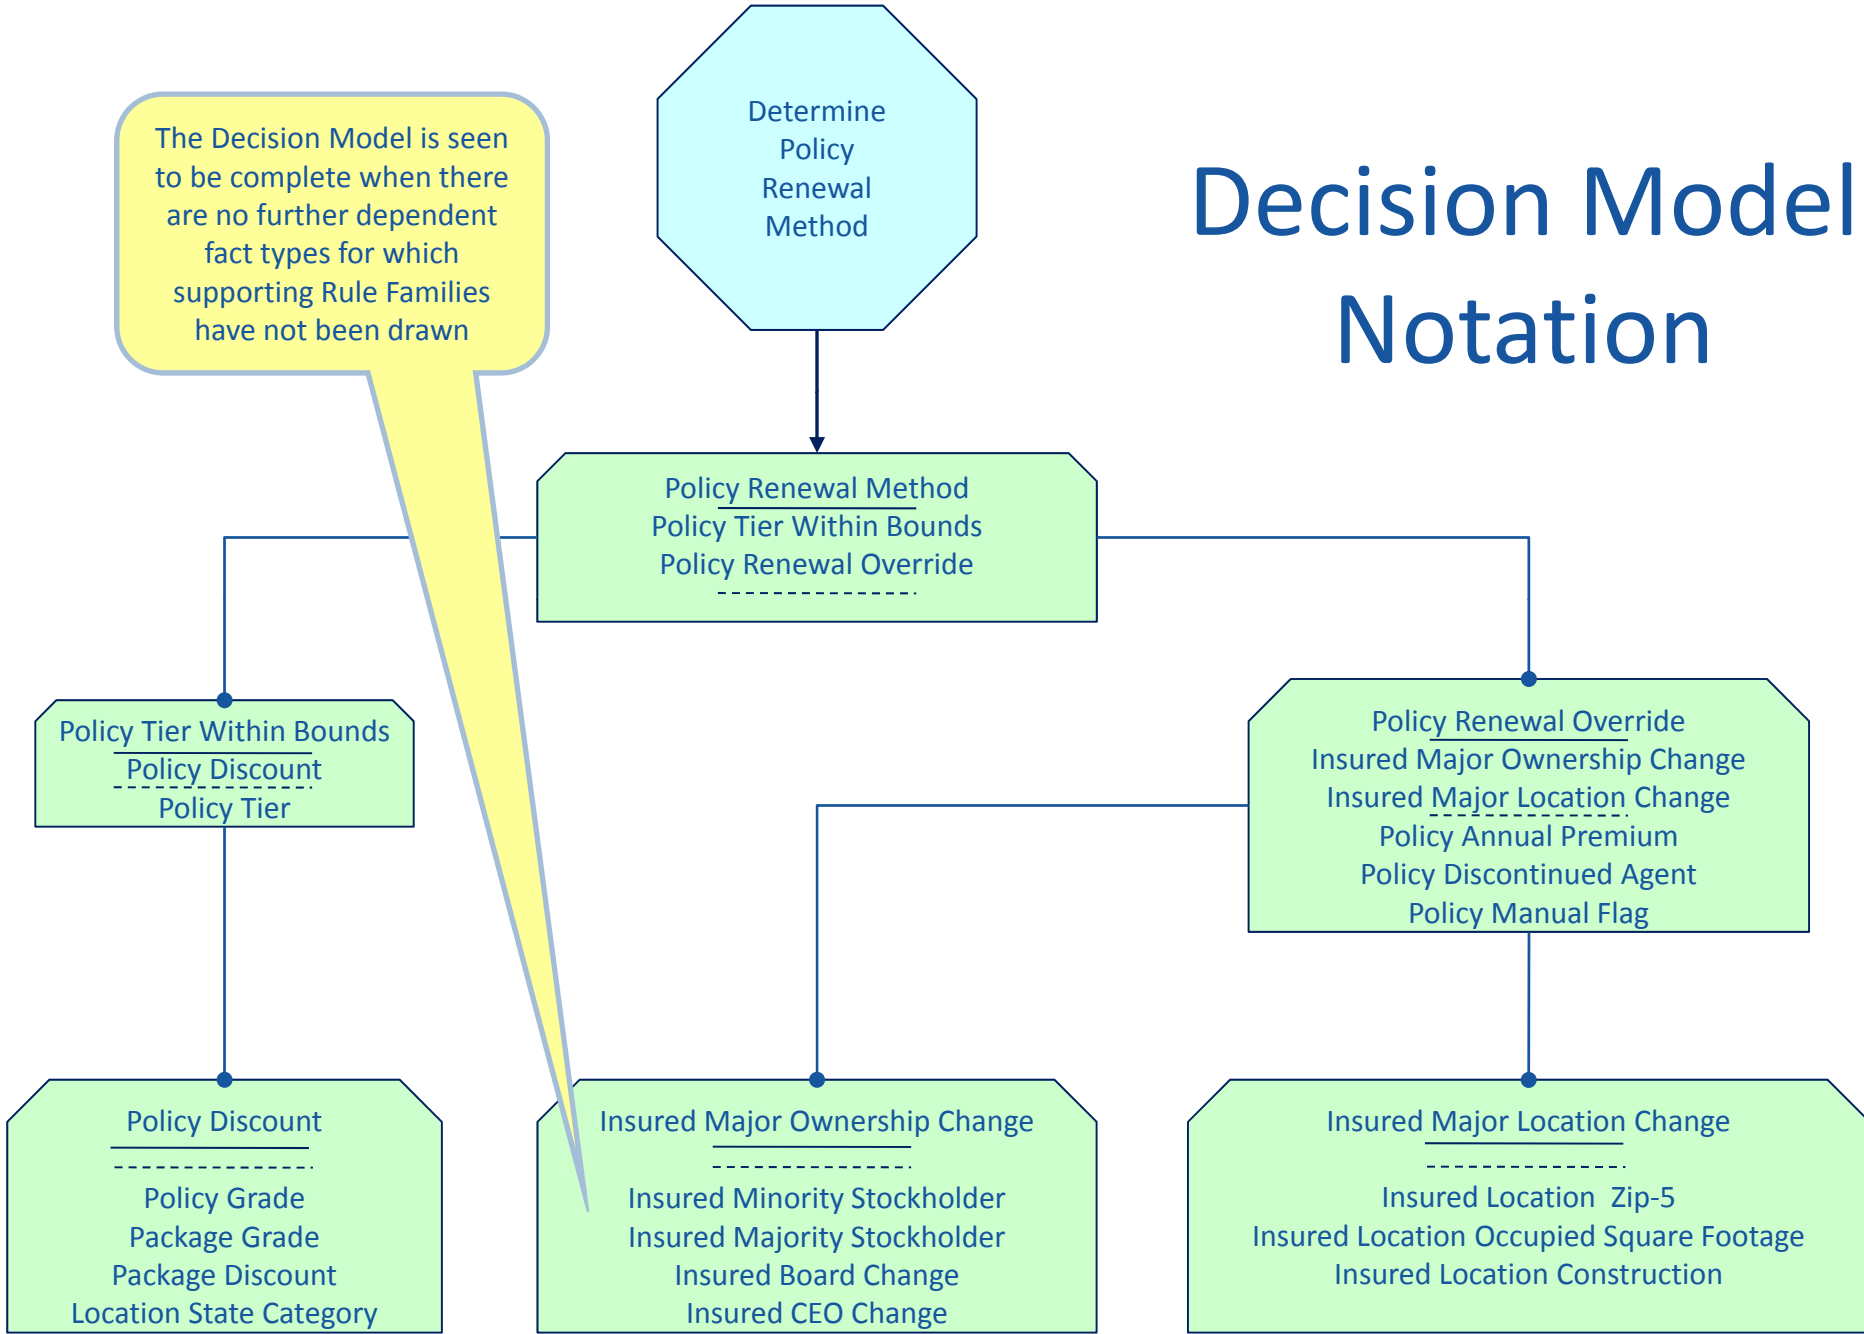 Determine
Policy
Renewal
Method
Decision Model
Notation
The Decision Model is seen
to be complete when there
are no further dependent
fact types for which
supporting Rule Families
have not been drawn
Policy Renewal Method
Policy Tier Within Bounds
Policy Renewal Override
Policy Tier Within Bounds
Policy Discount
Policy Tier
Policy Renewal Override
Insured Major Ownership Change
Insured Major Location Change
Policy Annual Premium
Policy Discontinued Agent
Policy Manual Flag
Policy Discount
Policy Grade
Package Grade
Package Discount
Location State Category
Insured Major Ownership Change
Insured Minority Stockholder
Insured Majority Stockholder
Insured Board Change
Insured CEO Change
Insured Major Location Change
Insured Location Zip-5
Insured Location Occupied Square Footage
Insured Location Construction